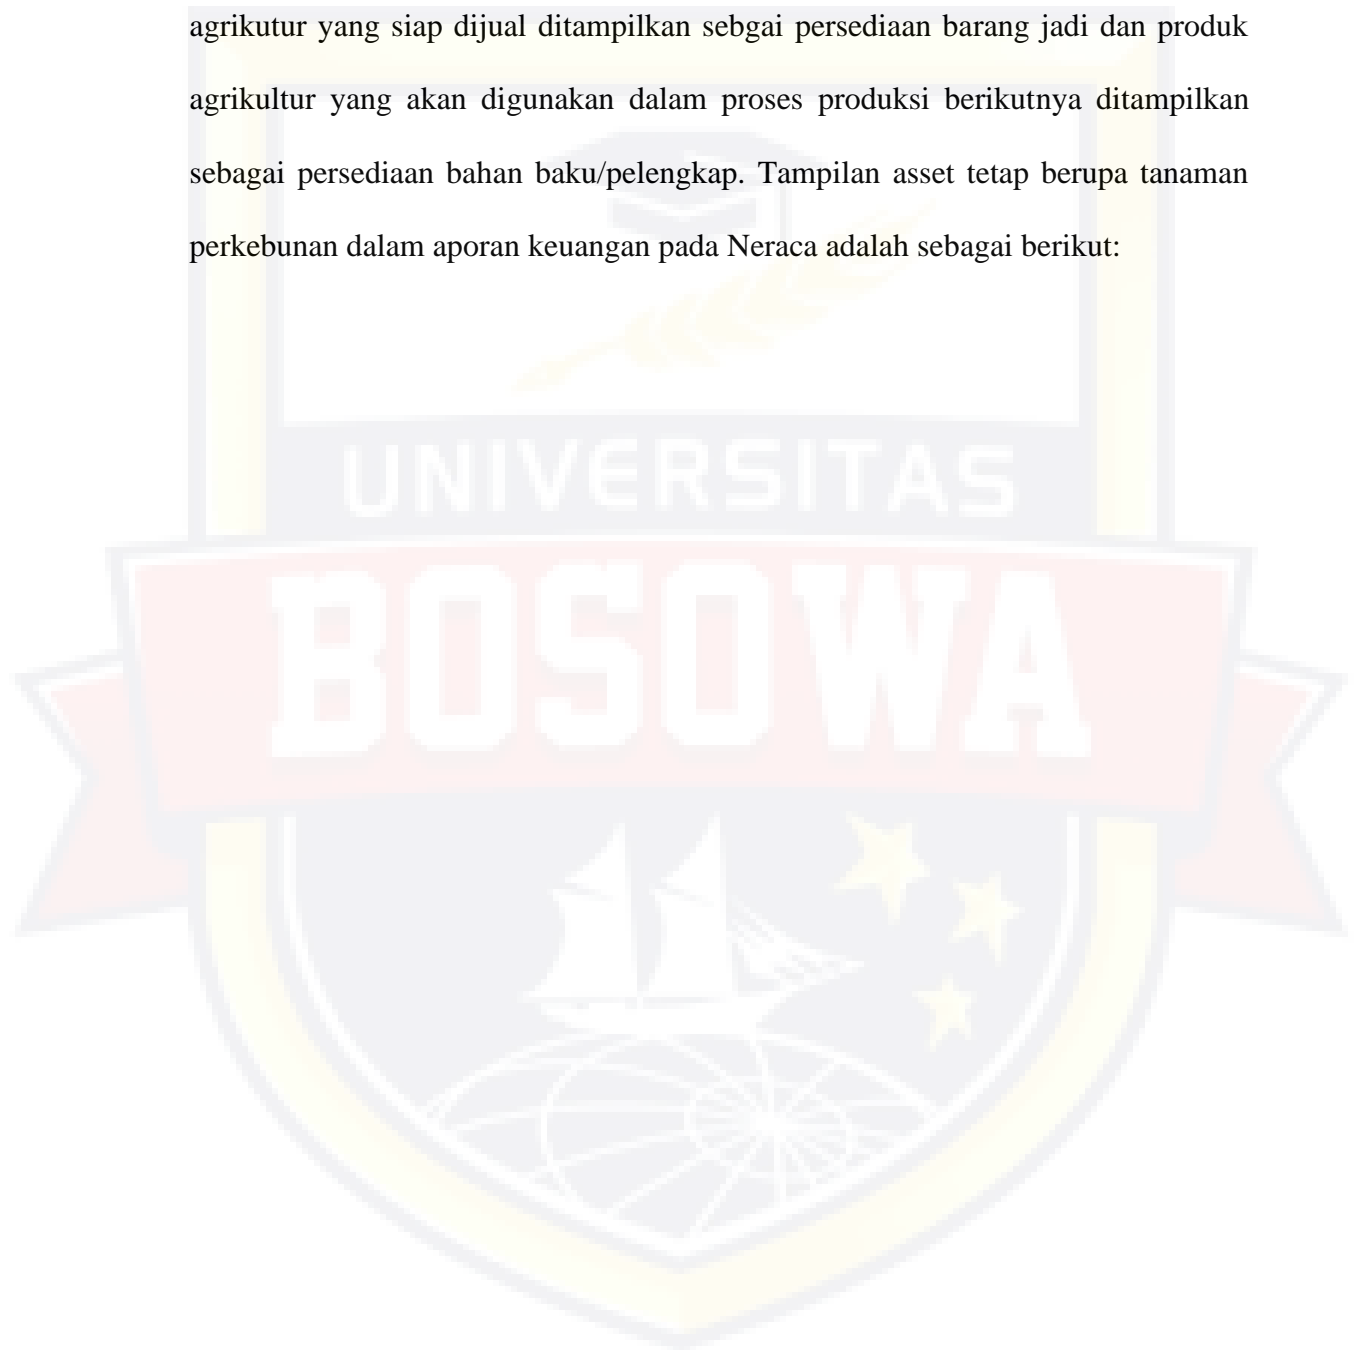 agrikutur yang siap dijual ditampilkan sebgai persediaan barang jadi dan produk
agrikultur yang akan digunakan dalam proses produksi berikutnya ditampilkan
sebagai persediaan bahan baku/pelengkap. Tampilan asset tetap berupa tanaman
perkebunan dalam aporan keuangan pada Neraca adalah sebagai berikut:
UNIVERSITAS
BOSOWA